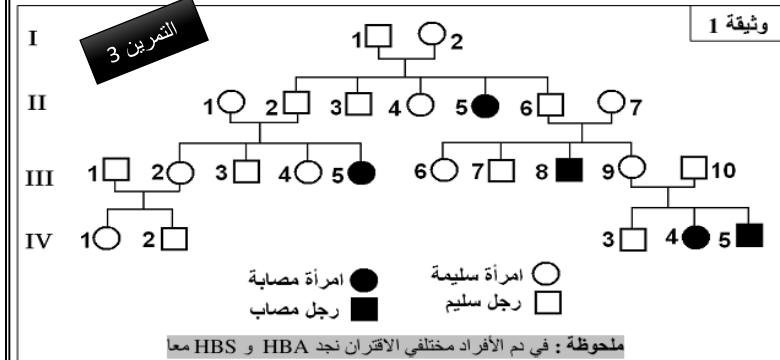 وثيقة 1
التمرين 3
I
1 2
II
1 2 3 4 5 6 7
III
1 2 3 4 5 6 7 8 9 10
IV
1 2 3 4 5
امرأة مصابة امرأة سليمة
رجل مصاب رجل سليم
ملحوظة : في دم الأفراد مختلفي الاقتران نجد HBA و HBS معا